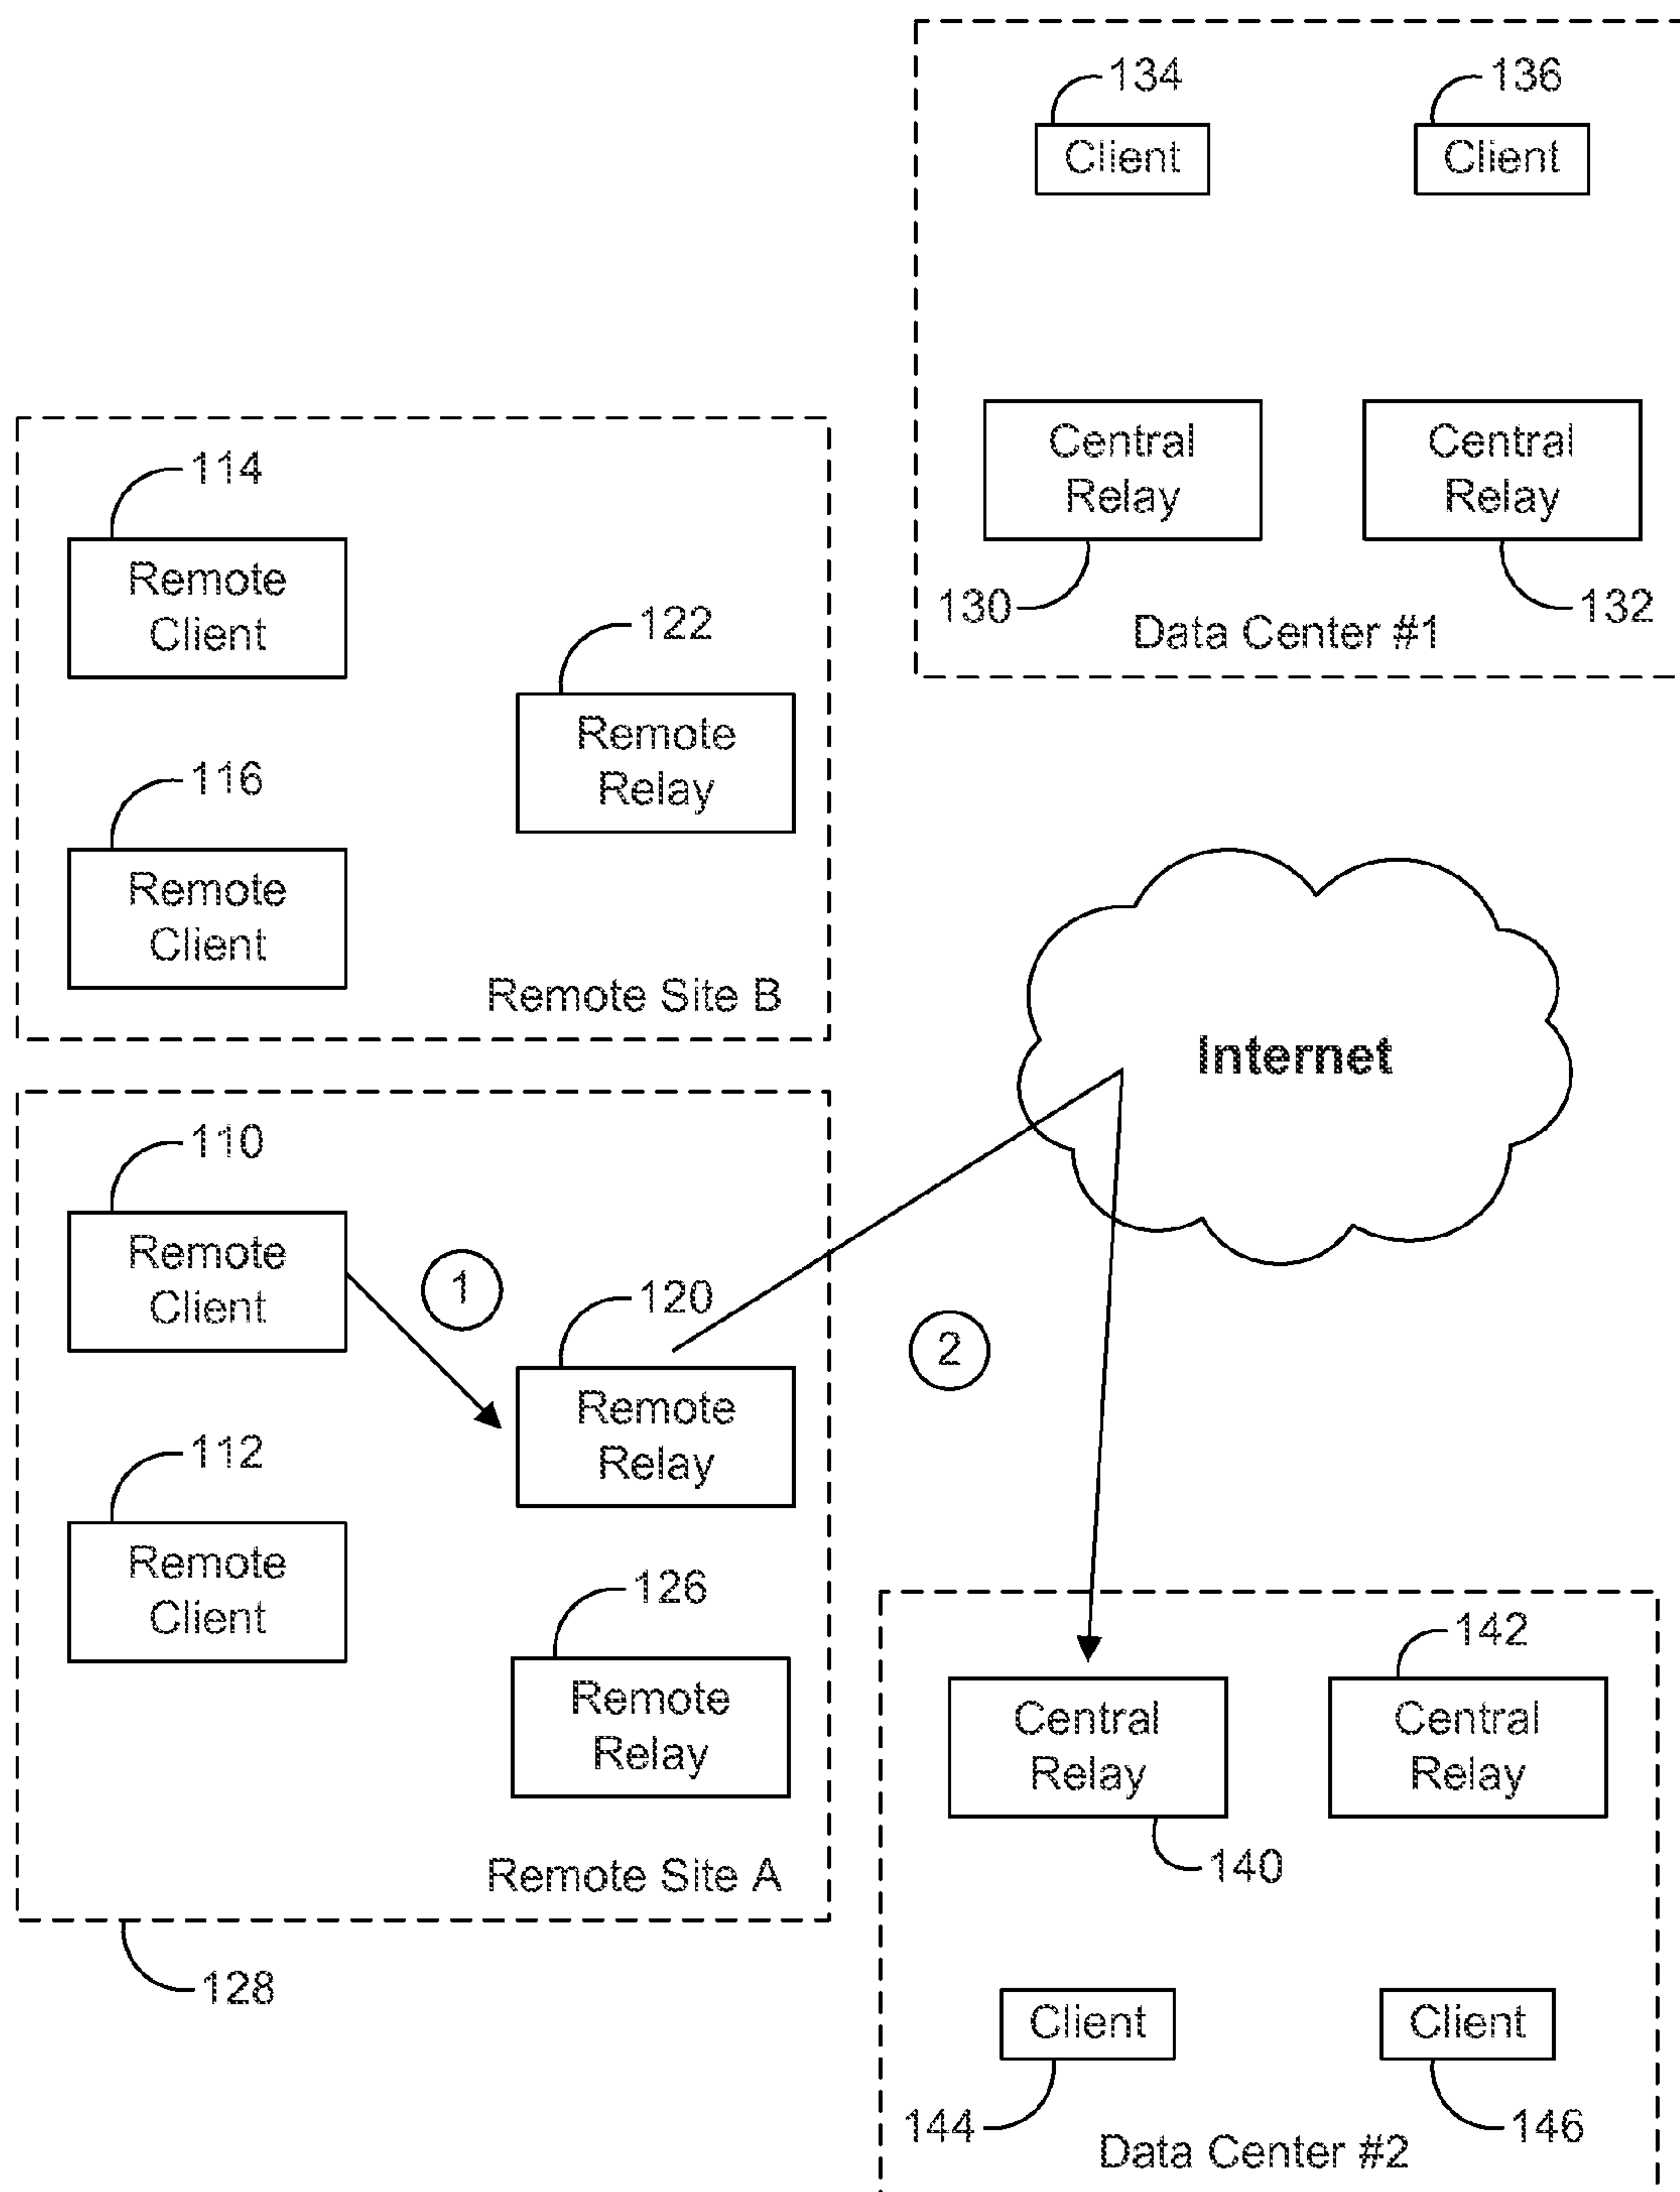 134
136
Client
Client
Central
Relay
Central
Relay
130
132
Data Center #1
114
Remote
Client
122
Remote
Relay
116
Remote
Client
Remote Site B
Internet
110
Remote
Client
1
120
Remote
Relay
2
112
Remote
Client
126
Remote
Relay
Remote Site A
128
142
Central
Relay
Central
Relay
140
Client
Client
144
146
Data Center #2